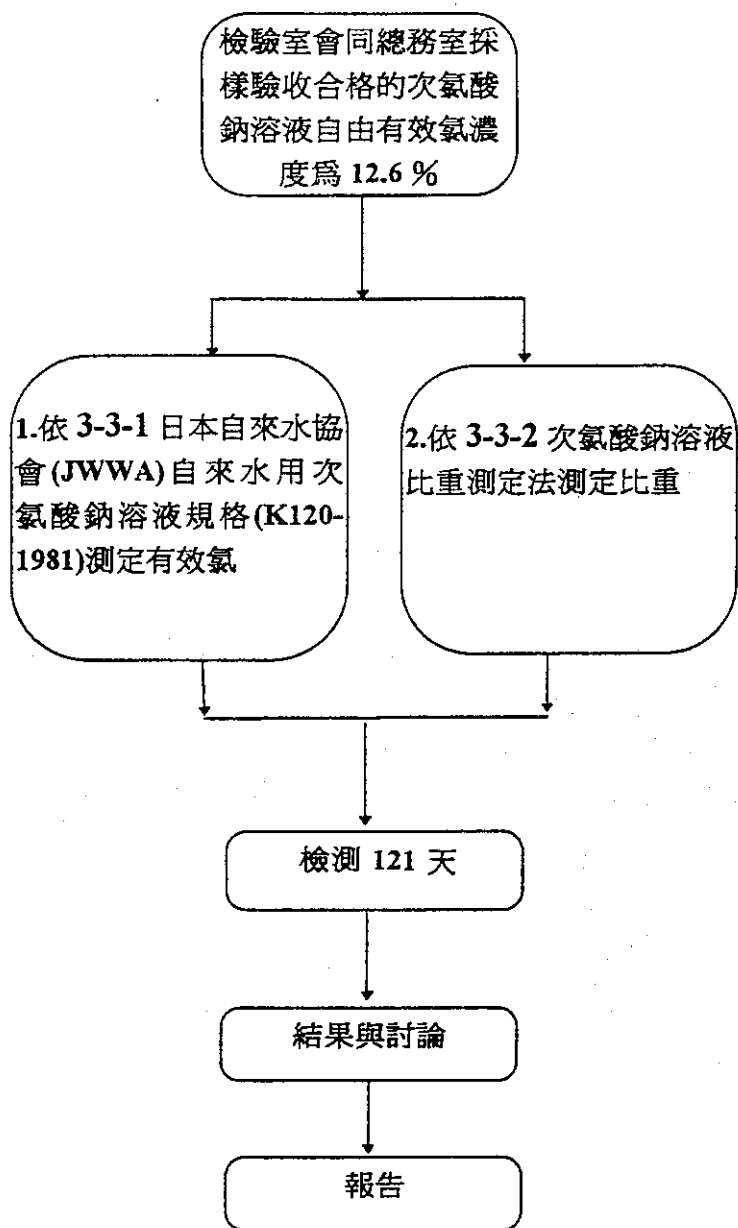 檢驗室會同總務室採
樣驗收合格的次氯酸
鈉溶液自由有效氯濃
度爲 12.6 %
1.依 3-3-1 日本自來水協
會(JWWA)自來水用次
氯酸鈉溶液規格(K120-
1981)測定有效氯
2.依 3-3-2 次氯酸鈉溶液
比重測定法測定比重
檢測 121 天
結果與討論
報告